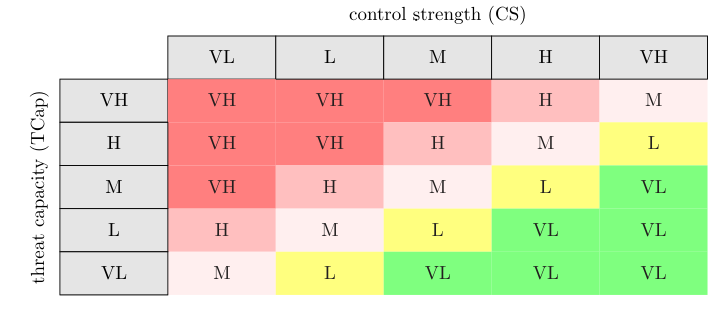 control strength (CS)
VL L M H VH
threat capacity (TCap)
VH VH VH VH H M
H VH VH H M L
M VH H M L VL
L H M L VL VL
VL M L VL VL VL